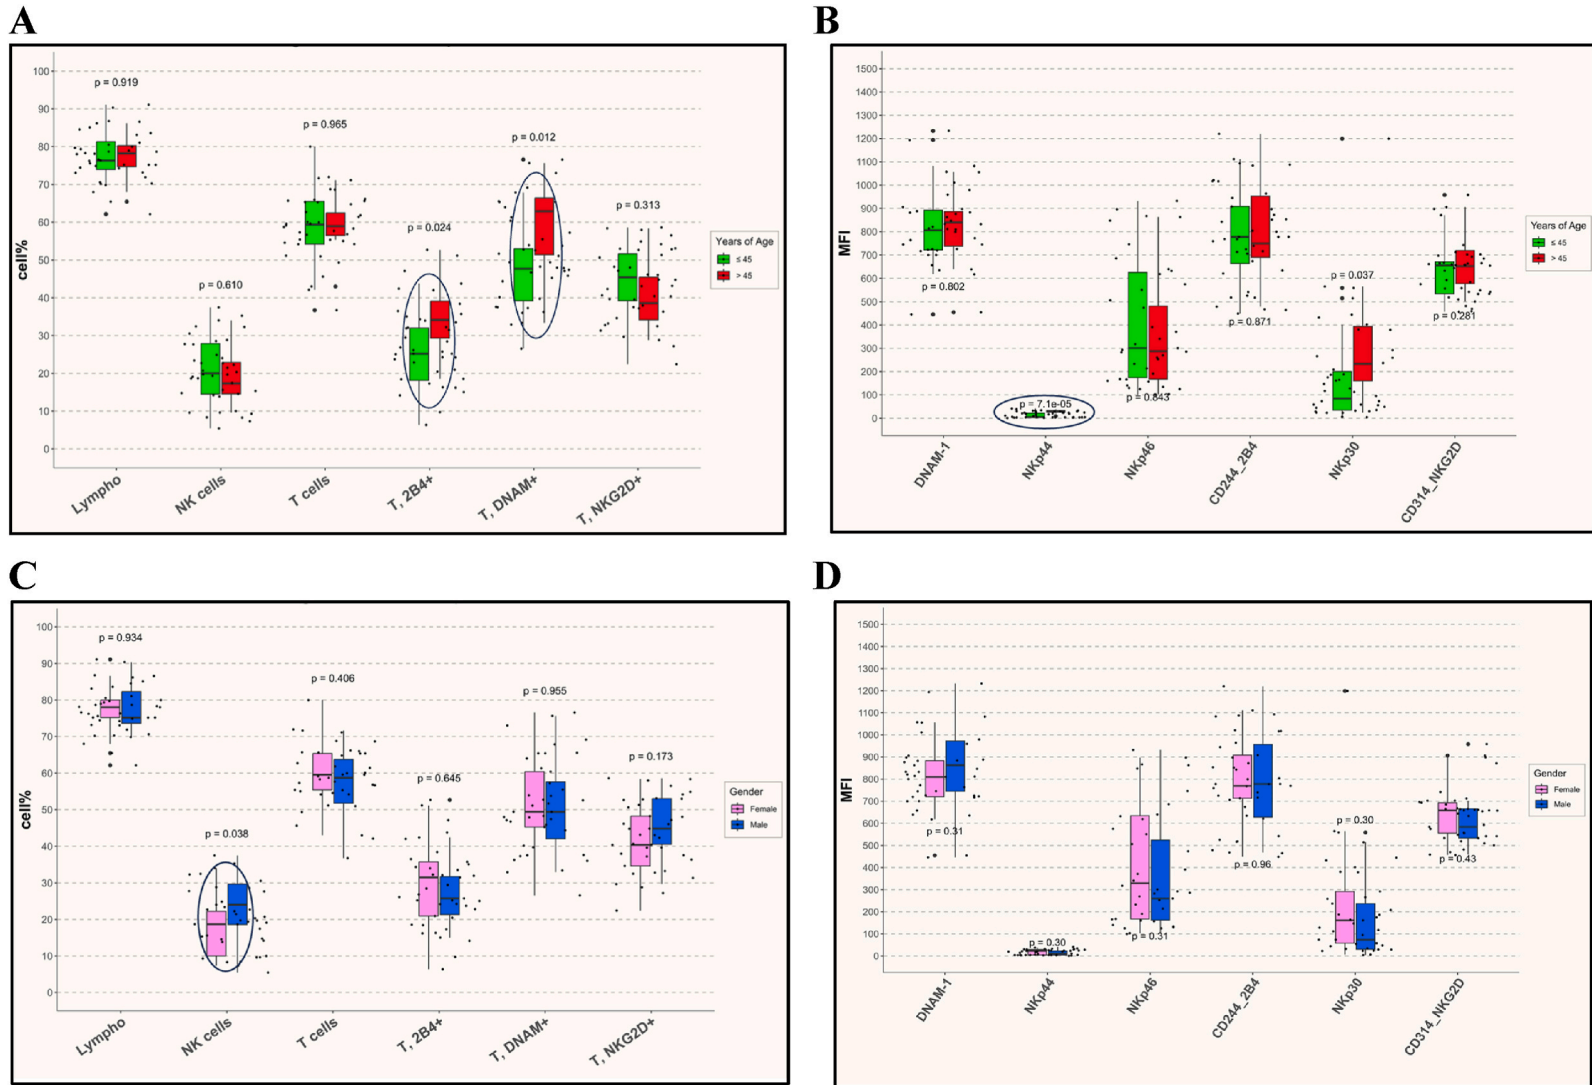 A
100
90
80
70
60
50
40
30
20
10
0
cell%
p = 0.919
p = 0.610
p = 0.965
p = 0.024
p = 0.012
p = 0.313
Lympho
NK cells
T cells
T, 2B4+
T, DNAM+
T, NKG2D+
Years of Age
≤ 45
> 45
B
1500
1400
1300
1200
1100
1000
900
800
700
600
500
400
300
200
100
0
MFI
p = 0.802
p = 7.1e-05
p = 0.843
p = 0.871
p = 0.037
p = 0.281
DNAM-1
NKp44
NKp46
CD244_2B4
NKp30
CD314_NKG2D
Years of Age
≤ 45
> 45
C
100
90
80
70
60
50
40
30
20
10
0
cell%
p = 0.934
p = 0.038
p = 0.406
p = 0.645
p = 0.955
p = 0.173
Lympho
NK cells
T cells
T, 2B4+
T, DNAM+
T, NKG2D+
Gender
Female
Male
D
1500
1400
1300
1200
1100
1000
900
800
700
600
500
400
300
200
100
0
MFI
p = 0.31
p = 0.30
p = 0.31
p = 0.96
p = 0.30
p = 0.43
DNAM-1
NKp44
NKp46
CD244_2B4
NKp30
CD314_NKG2D
Gender
Female
Male